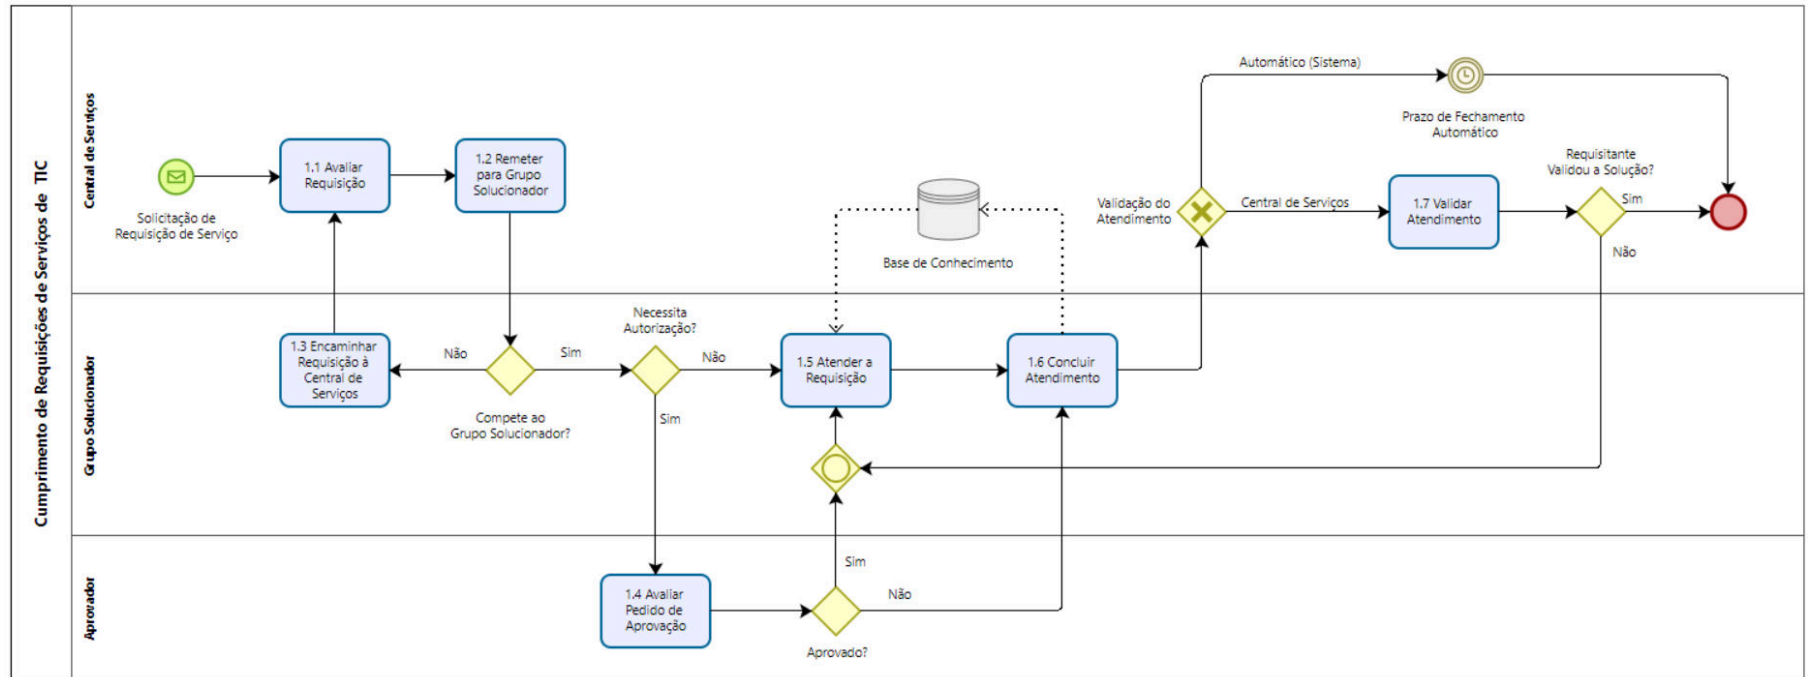 Cumprimento de Requisições de Serviços de TIC
Central de Serviços
Solicitação de
Requisição de Serviço
1.1 Avaliar
Requisição
1.2 Remeter
para Grupo
Solucionador
Base de Conhecimento
Validação do
Atendimento
Automático (Sistema)
Prazo de Fechamento
Automático
Central de Serviços
1.7 Validar
Atendimento
Requisitante
Validou a Solução?
Sim
Não
Grupo Solucionador
1.3 Encaminhar
Requisição à
Central de
Serviços
Não
Compete ao
Grupo Solucionador?
Sim
Necessita
Autorização?
Não
Sim
1.5 Atender a
Requisição
1.6 Concluir
Atendimento
Aprovador
1.4 Avaliar
Pedido de
Aprovação
Sim
Não
Aprovado?